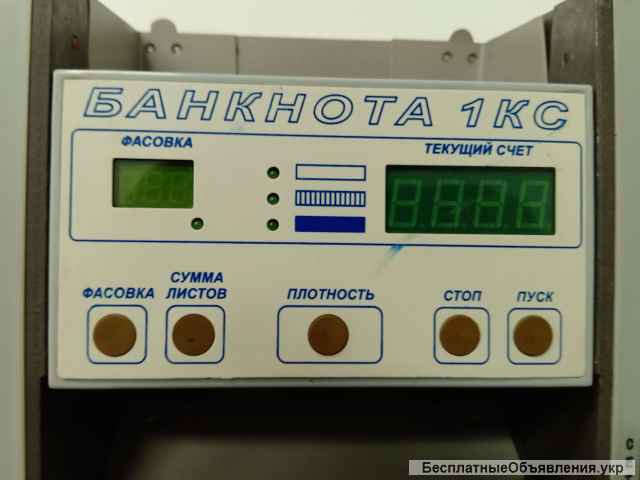 БАНКНОТА 1КС
ФАСОВКА
ТЕКУЩИЙ СЧЕТ
ФАСОВКА
СУММА
ЛИСТОВ
ПЛОТНОСТЬ
СТОП
ПУСК
БесплатныеОбъявления.укр